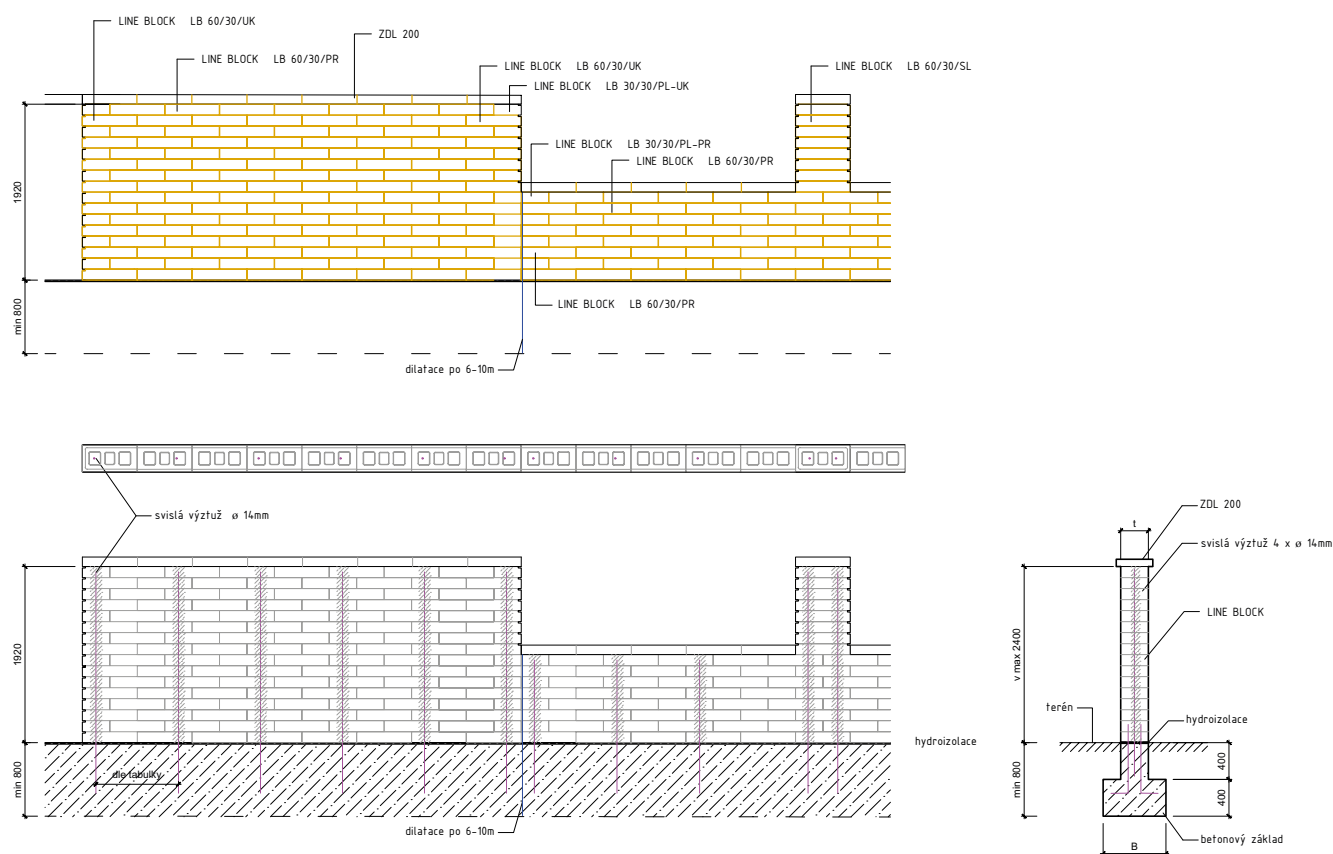 LINE BLOCK LB 60/30/UK
ZDL 200
LINE BLOCK LB 60/30/PR
LINE BLOCK LB 60/30/UK
LINE BLOCK LB 60/30/SL
LINE BLOCK LB 30/30/PL-UK
LINE BLOCK LB 30/30/PL-PR
LINE BLOCK LB 60/30/PR
1920
LINE BLOCK LB 60/30/PR
min 800
dilatace po 6-10m
svislá výztuž ø 14mm
ZDL 200
t
svislá výztuž 4 x ø 14mm
LINE BLOCK
1920
v max 2400
terén
hydroizolace
hydroizolace
dle tabulky
min 800
min 800
400
400
dilatace po 6-10m
betonový základ
B